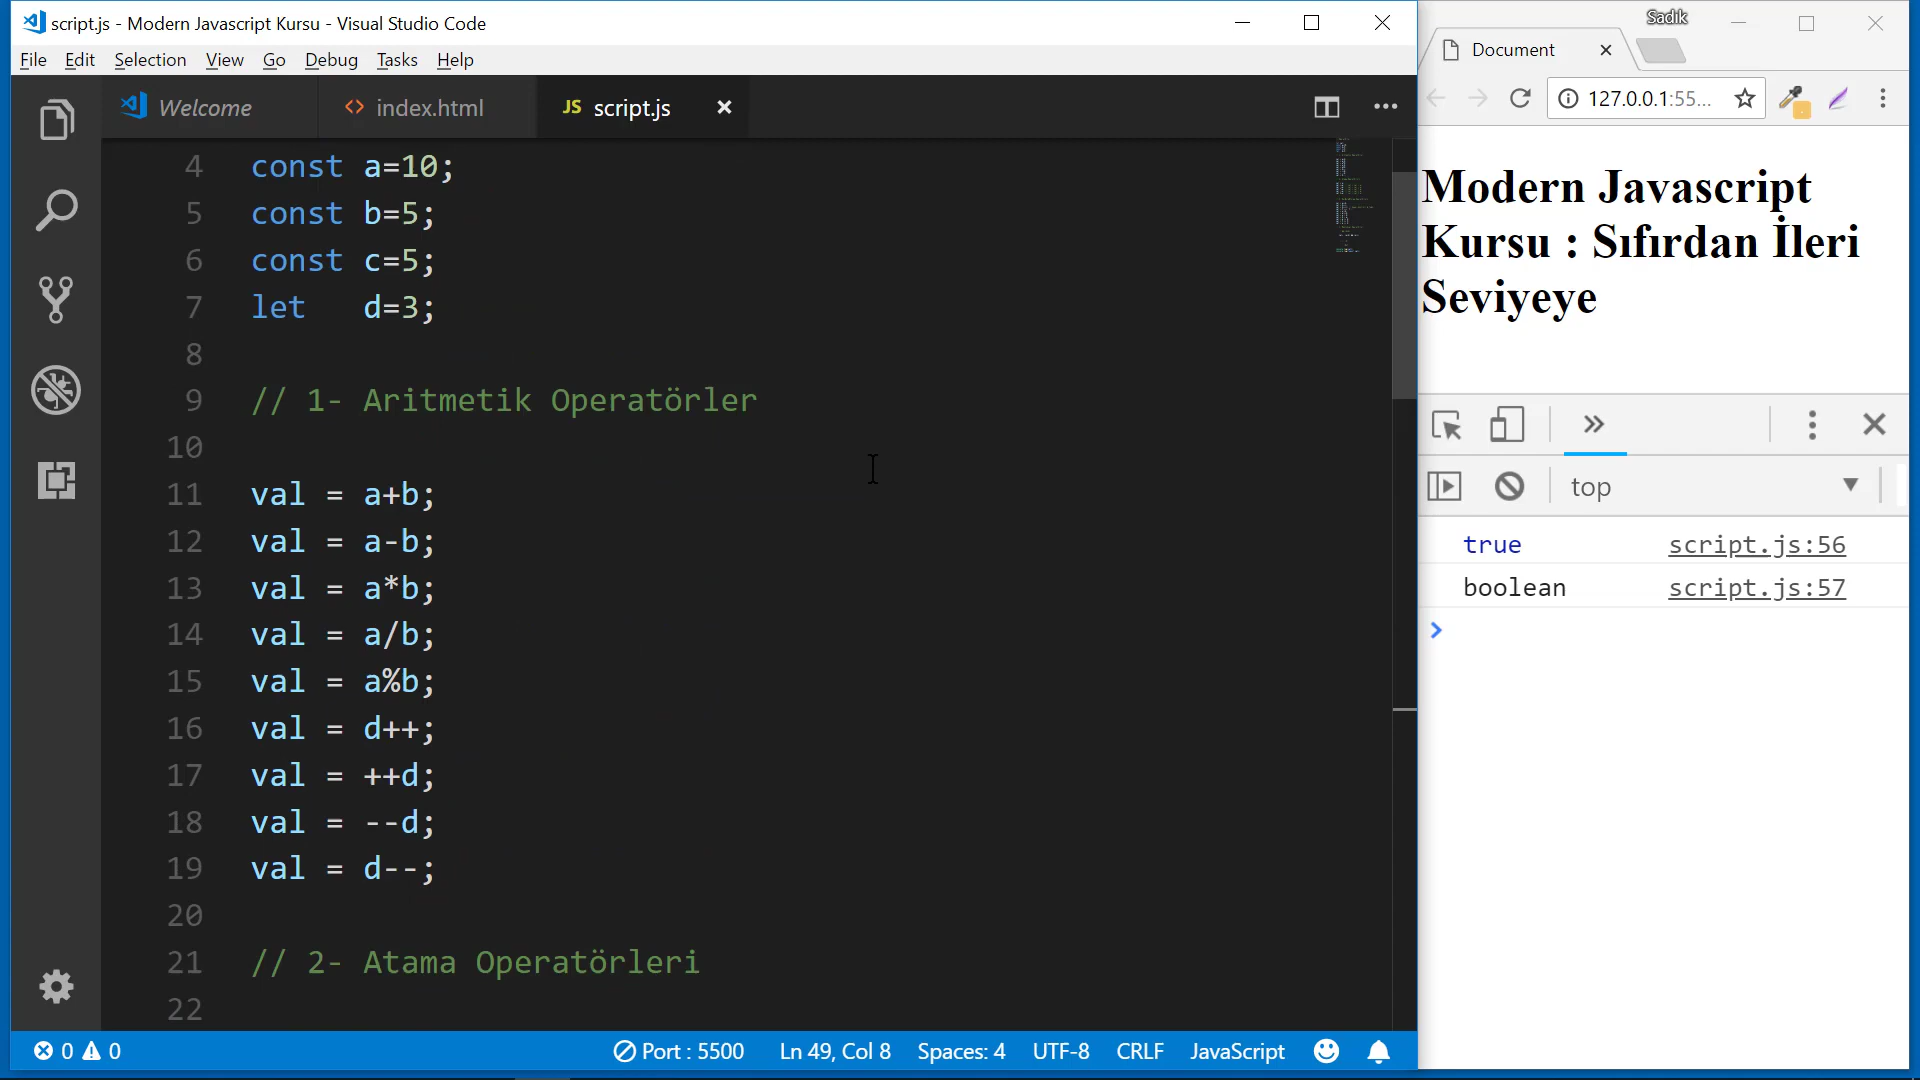 script.js - Modern Javascript Kursu - Visual Studio Code
File Edit Selection View Go Debug Tasks Help
Welcome
index.html
JS script.js
4 const a=10;
5 const b=5;
6 const c=5;
7 let   d=3;
8
9 // 1- Aritmetik Operatörler
10
11 val = a+b;
12 val = a-b;
13 val = a*b;
14 val = a/b;
15 val = a%b;
16 val = d++;
17 val = ++d;
18 val = --d;
19 val = d--;
20
21 // 2- Atama Operatörleri
22
0 0 Port : 5500 Ln 49, Col 8 Spaces: 4 UTF-8 CRLF JavaScript
Sadik
Document
127.0.0.1:55...
Modern Javascript
Kursu : Sıfırdan İleri
Seviyeye
top
true script.js:56
boolean script.js:57